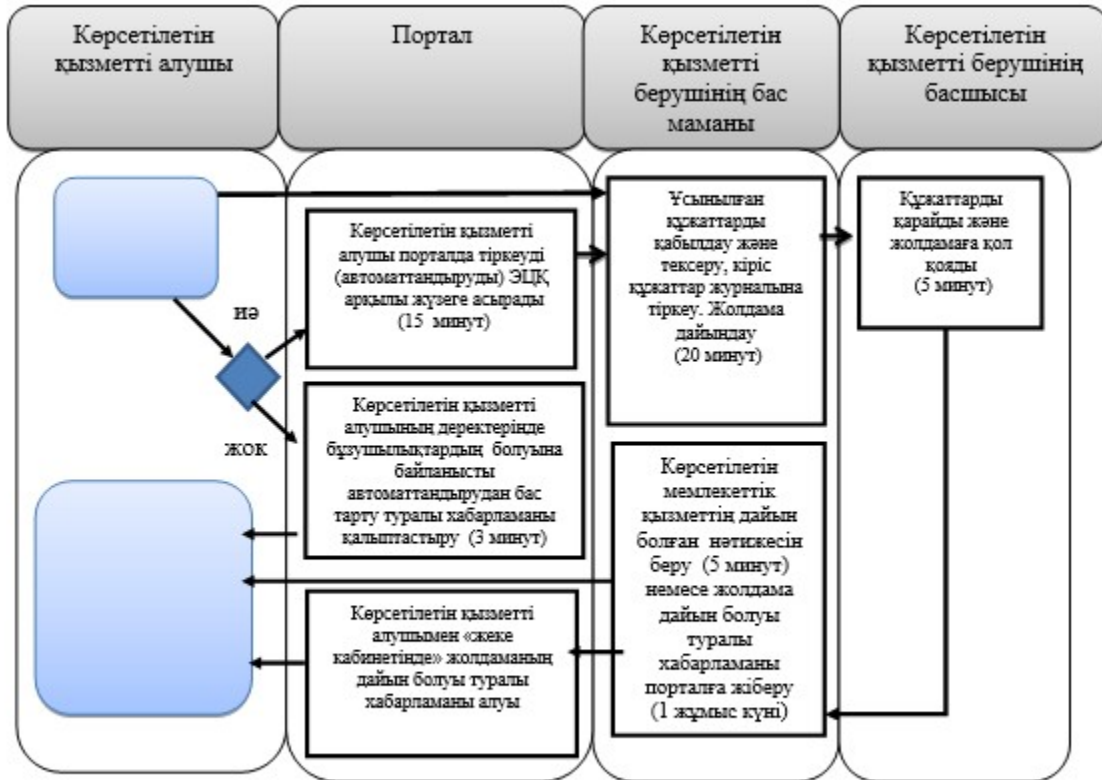 Көрсетілетін
қызметті алушы
Портал
Көрсетілетін
қызметті
берушінің бас
маманы
Көрсетілетін
қызметті берушінің
басшысы
Көрсетілетін қызметті
алушы порталда тіркеуді
(автоматтандыруды) ЭЦҚ
арқылы жүзеге асырады
(15 минут)
Ұсынылған
құжаттарды
қабылдау және
тексеру, кіріс
құжаттар журналына
тіркеу. Жолдама
дайындау
(20 минут)
Құжаттарды
қарайды және
жолдамаға қол
қояды
(5 минут)
иә
жок
Көрсетілетін қызметті
алушының деректерінде
бұзушылықтардың болуына
байланысты
автоматтандырудан бас
тарту туралы хабарламаны
қалыптастыру (3 минут)
Көрсетілетін
мемлекеттік
қызметтің дайын
болған нәтижесін
беру (5 минут)
немесе жолдама
дайын болуы
туралы
хабарламаны
порталға жіберу
(1 жұмыс күні)
Көрсетілетін қызметті
алушымен «жеке
кабинетінде» жолдаманың
дайын болуы туралы
хабарламаны алуы